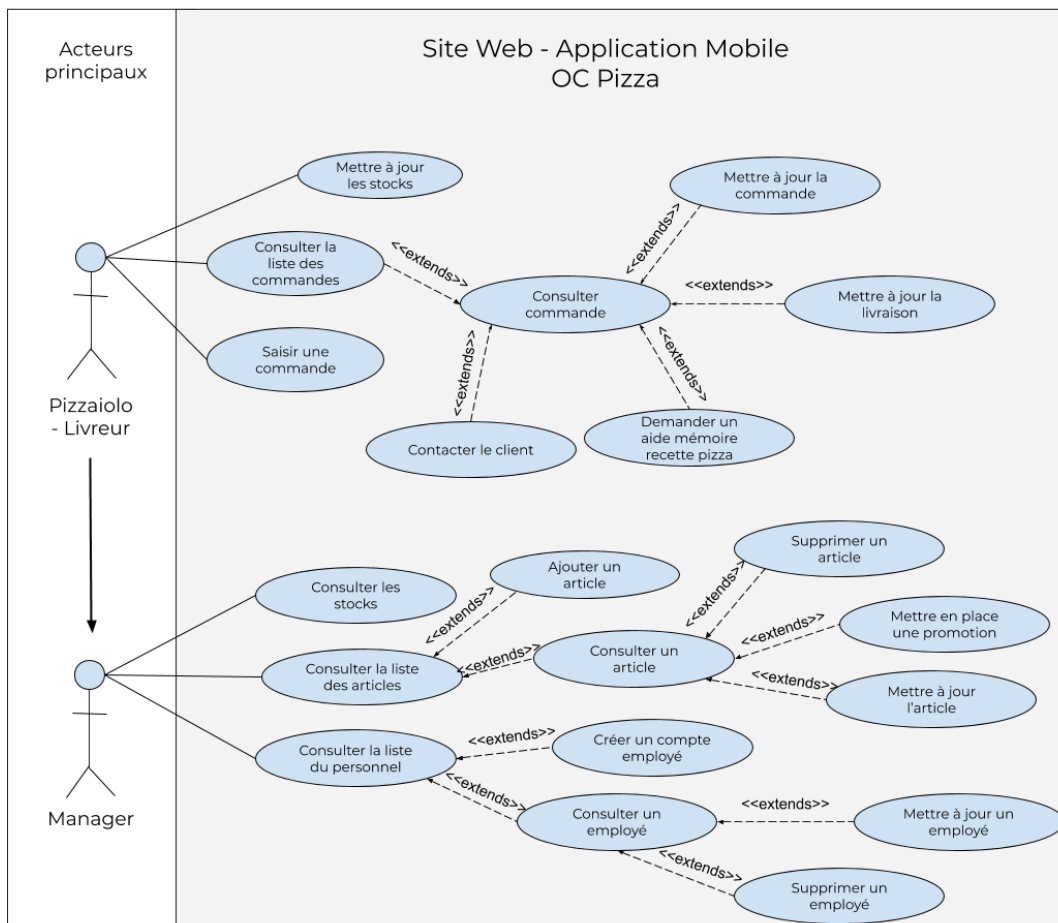 Acteurs
principaux
Site Web - Application Mobile
OC Pizza
Mettre à jour
les stocks
Mettre à jour la
commande
<<extends>>
Consulter la
liste des
commandes
<<extends>>
Consulter
commande
<<extends>>
Mettre à jour la
livraison
Saisir une
commande
<<extends>>
<<extends>>
Pizzaiolo
- Livreur
Contacter le client
Demander un
aide mémoire
recette pizza
Supprimer un
article
Ajouter un
article
Consulter les
stocks
<<extends>>
<<extends>>
Mettre en place
une promotion
<<extends>>
Consulter la liste
des articles
<<extends>>
Consulter un
article
<<extends>>
Mettre à jour
l'article
Consulter la liste
du personnel
<<extends>>
Créer un compte
employé
<<extends>>
Consulter un
employé
<<extends>>
Mettre à jour un
employé
Manager
<<extends>>
Supprimer un
employé